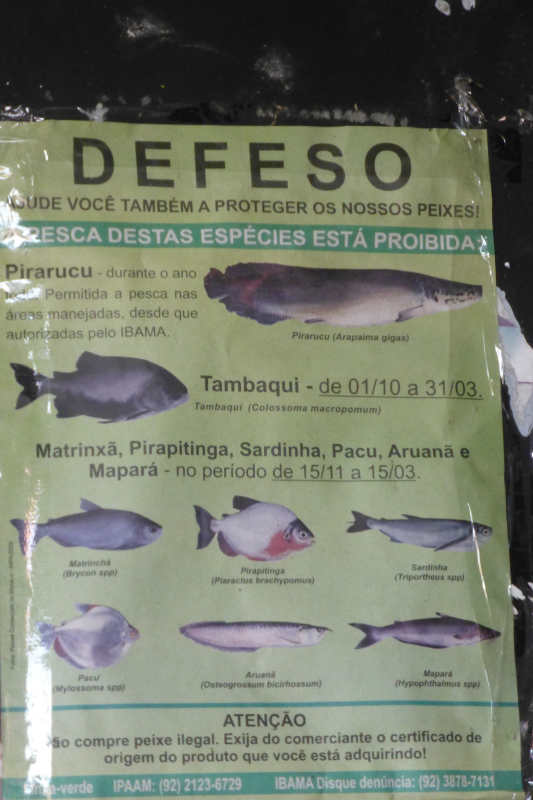 DEFESO
AJUDE VOCÊ TAMBÉM A PROTEGER OS NOSSOS PEIXES!
PESCA DESTAS ESPÉCIES ESTÁ PROIBIDA:
Pirarucu - durante o ano
todo. Permitida a pesca nas
áreas manejadas, desde que
autorizadas pelo IBAMA.
Pirarucu (Arapaima gigas)
Tambaqui - de 01/10 a 31/03.
Tambaqui (Colossoma macropomum)
Matrinxã, Pirapitinga, Sardinha, Pacu, Aruanã e
Mapará - no período de 15/11 a 15/03.
Matrinchã
(Brycon spp)
Pirapitinga
(Piaractus brachypomus)
Sardinha
(Triportheus spp)
Pacu
(Mylossoma spp)
Aruanã
(Osteogrossum bicirhossum)
Mapará
(Hypophthalmus spp)
ATENÇÃO
Não compre peixe ilegal. Exija do comerciante o certificado de
origem do produto que você está adquirindo!
verde IPAAM: (92) 2123-6729 IBAMA Disque denúncia: (92) 3878-7131